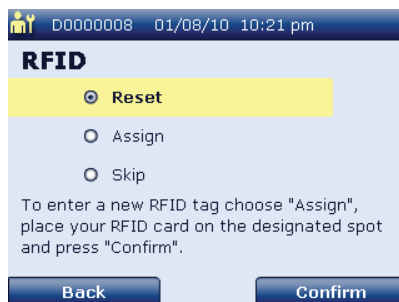 D0000008 01/08/10 10:21 pm
RFID
Reset
Assign
Skip
To enter a new RFID tag choose "Assign",
place your RFID card on the designated spot
and press "Confirm".
Back Confirm